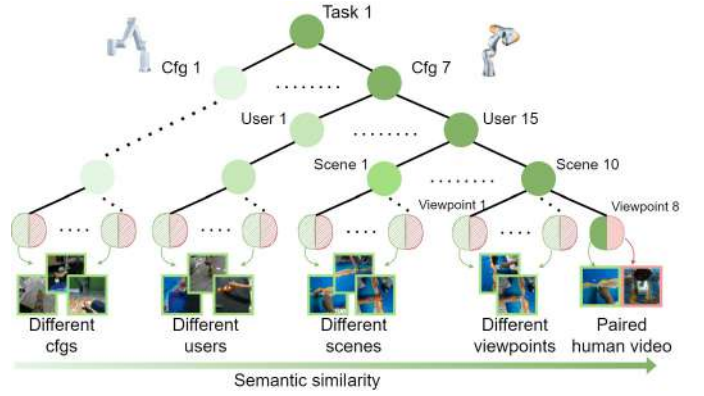 Task 1
Cfg 1
Cfg 7
User 1
User 15
Scene 1
Scene 10
Viewpoint 1
Viewpoint 8
Different cfgs
Different users
Different scenes
Different viewpoints
Paired human video
Semantic similarity